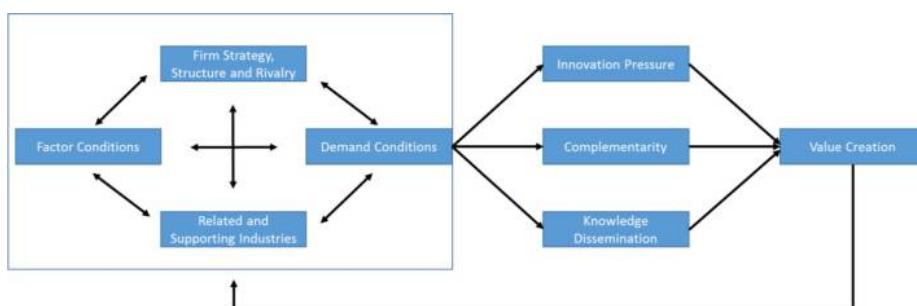 Firm Strategy,
Structure and Rivalry
Factor Conditions
Demand Conditions
Related and
Supporting Industries
Innovation Pressure
Complementarity
Knowledge
Dissemination
Value Creation